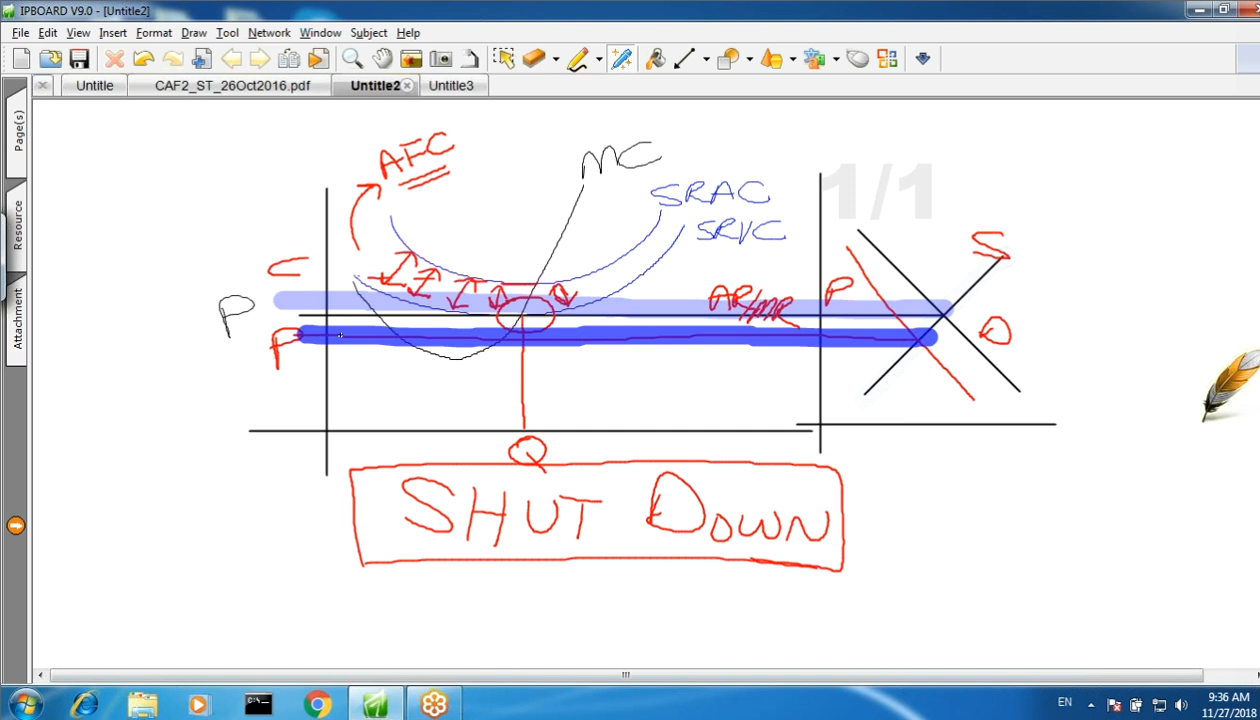 IPBOARD V9.0 - [Untitle2]
File Edit View Insert Format Draw Tool Network Window Subject Help
Untitle CAF2_ST_26Oct2016.pdf Untitle2 Untitle3
Page(s)
Resource
Attachment
1/1
AFC
MC
SRAC
SRVC
C
S
P
AR/MR
P
P
D
Q
SHUT DOWN
EN
9:36 AM
11/27/2018